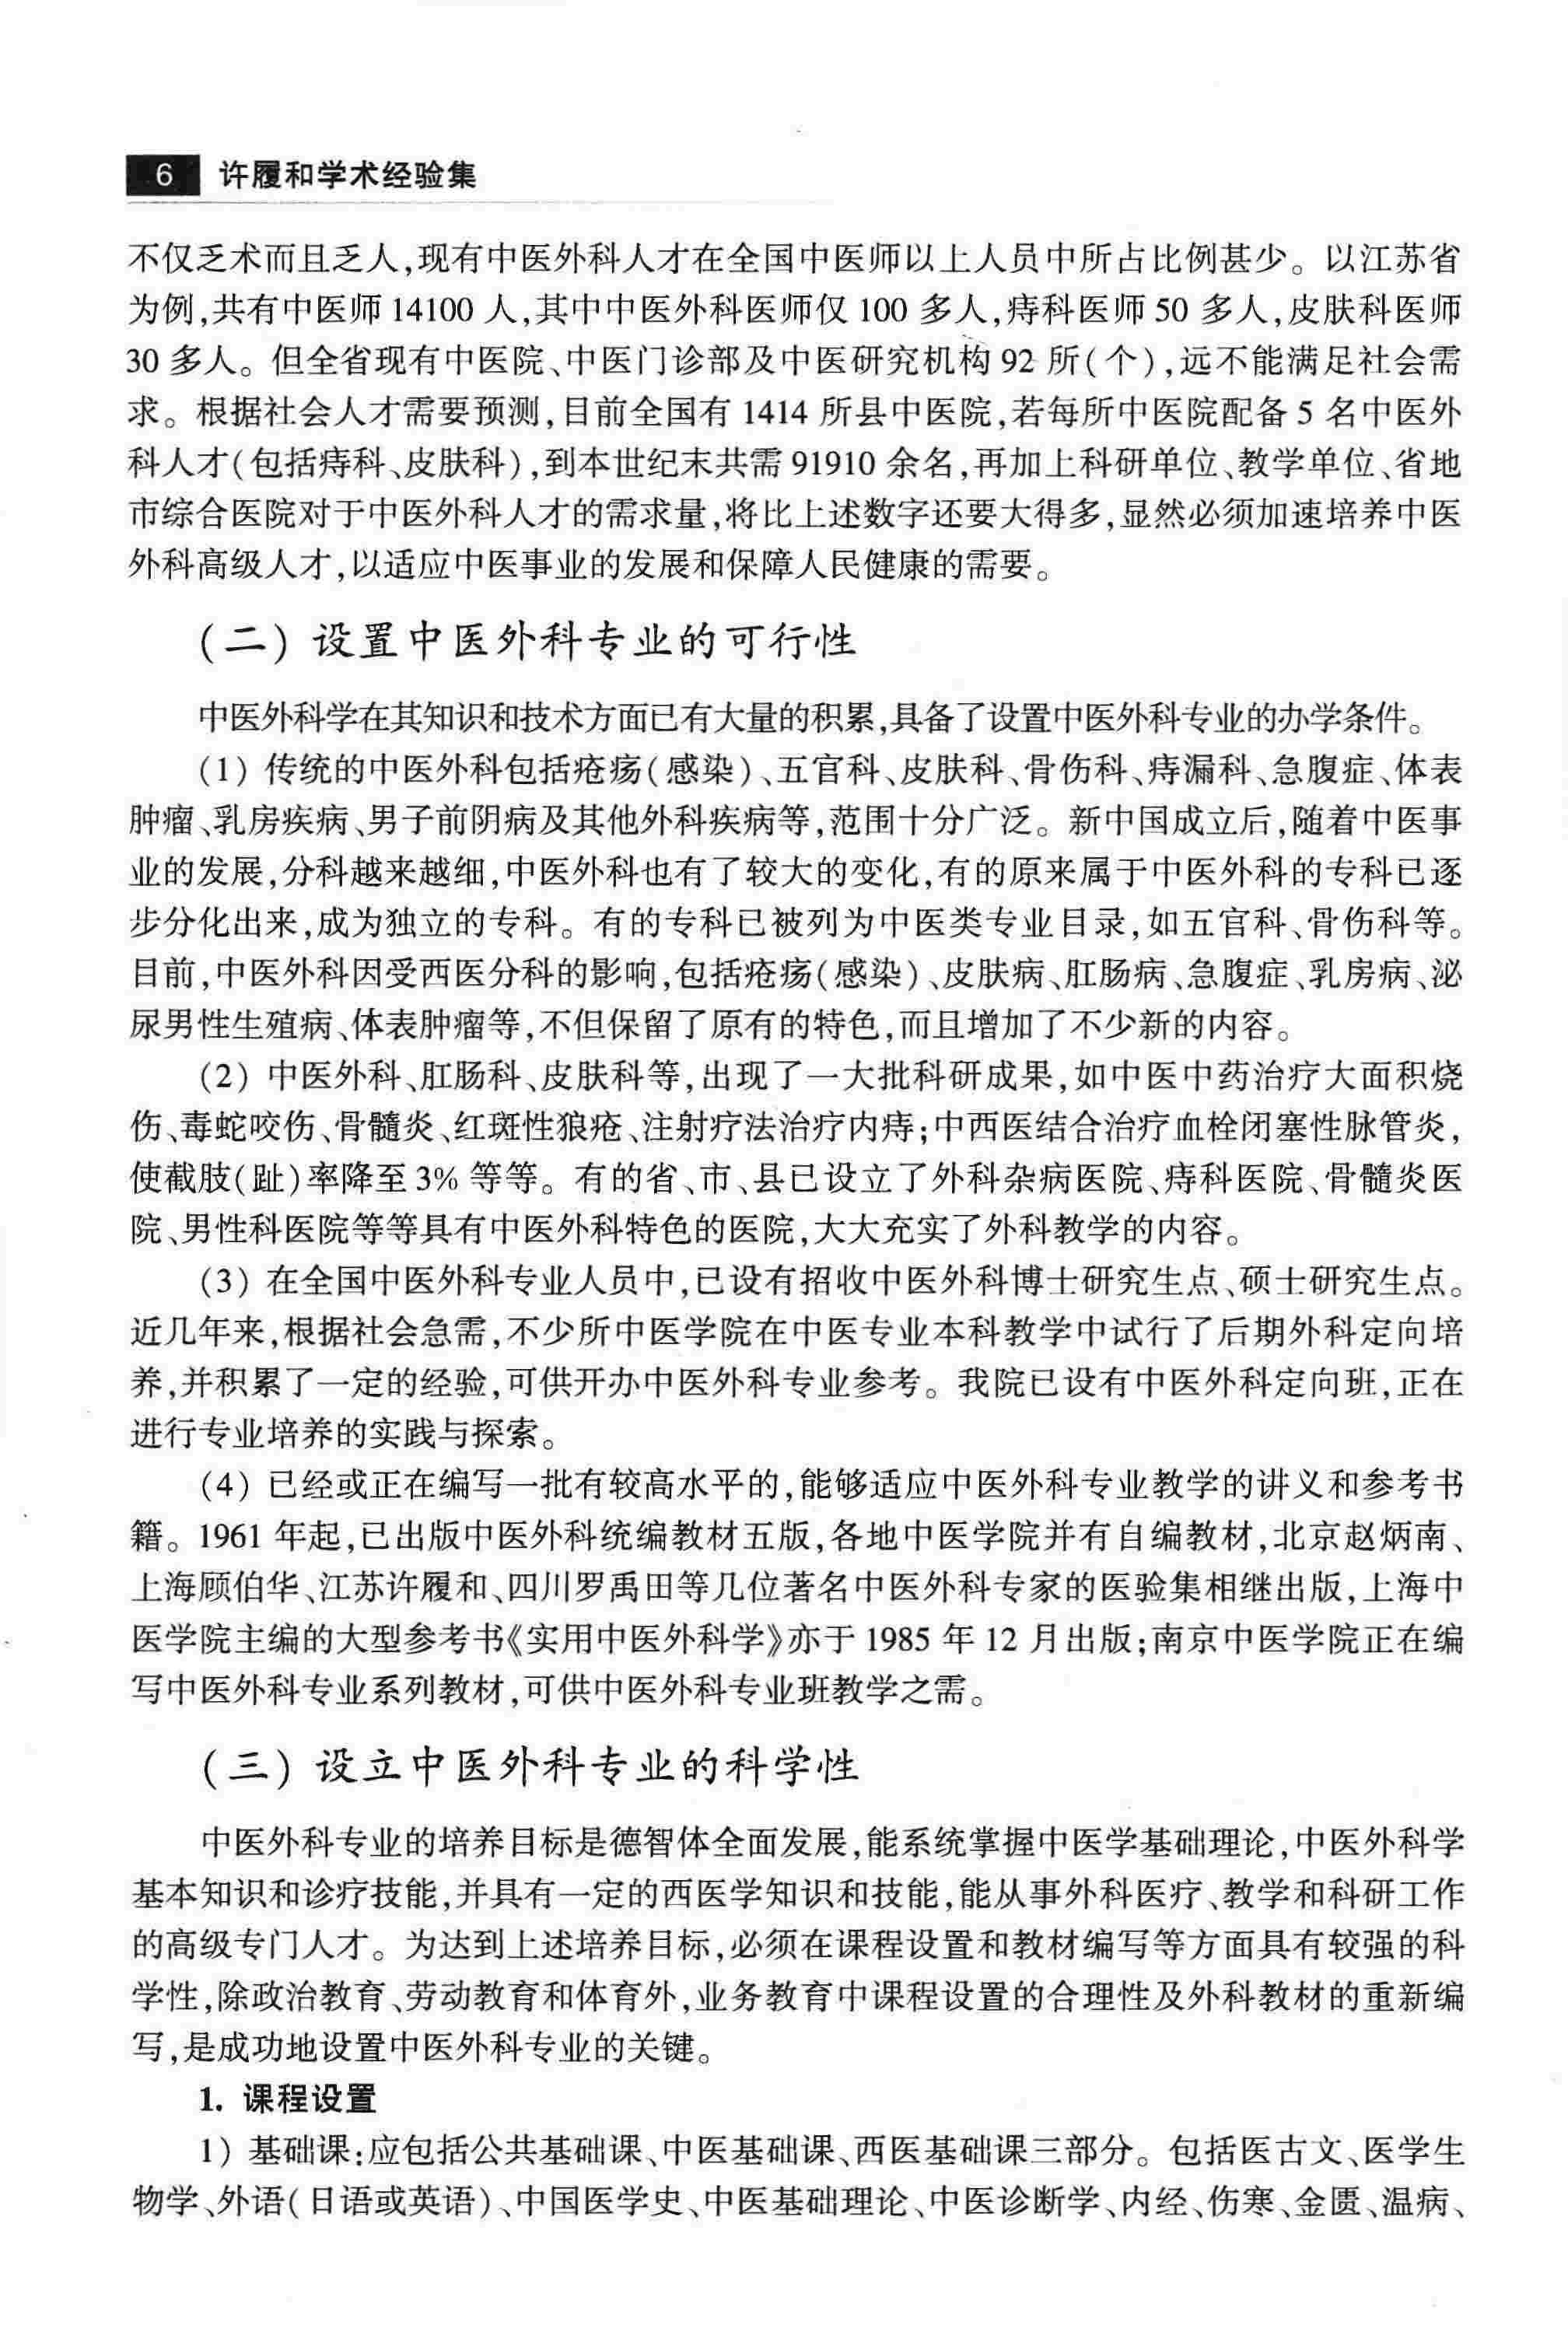 6 许履和学术经验集
不仅乏术而且乏人,现有中医外科人才在全国中医师以上人员中所占比例甚少。以江苏省
为例,共有中医师 14100 人,其中中医外科医师仅 100 多人,痔科医师 50 多人,皮肤科医师
30 多人。但全省现有中医院、中医门诊部及中医研究机构 92 所(个),远不能满足社会需
求。根据社会人才需要预测,目前全国有 1414 所县中医院,若每所中医院配备 5 名中医外
科人才(包括痔科、皮肤科),到本世纪末共需 91910 余名,再加上科研单位、教学单位、省地
市综合医院对于中医外科人才的需求量,将比上述数字还要大得多,显然必须加速培养中医
外科高级人才,以适应中医事业的发展和保障人民健康的需要。
(二) 设置中医外科专业的可行性
中医外科学在其知识和技术方面已有大量的积累,具备了设置中医外科专业的办学条件。
(1) 传统的中医外科包括疮疡(感染)、五官科、皮肤科、骨伤科、痔漏科、急腹症、体表
肿瘤、乳房疾病、男子前阴病及其他外科疾病等,范围十分广泛。新中国成立后,随着中医事
业的发展,分科越来越细,中医外科也有了较大的变化,有的原来属于中医外科的专科已逐
步分化出来,成为独立的专科。有的专科已被列为中医类专业目录,如五官科、骨伤科等。
目前,中医外科因受西医分科的影响,包括疮疡(感染)、皮肤病、肛肠病、急腹症、乳房病、泌
尿男性生殖病、体表肿瘤等,不但保留了原有的特色,而且增加了不少新的内容。
(2) 中医外科、肛肠科、皮肤科等,出现了一大批科研成果,如中医中药治疗大面积烧
伤、毒蛇咬伤、骨髓炎、红斑性狼疮、注射疗法治疗内痔;中西医结合治疗血栓闭塞性脉管炎,
使截肢(趾)率降至 3% 等等。有的省、市、县已设立了外科杂病医院、痔科医院、骨髓炎医
院、男性科医院等等具有中医外科特色的医院,大大充实了外科教学的内容。
(3) 在全国中医外科专业人员中,已设有招收中医外科博士研究生点、硕士研究生点。
近几年来,根据社会急需,不少所中医学院在中医专业本科教学中试行了后期外科定向培
养,并积累了一定的经验,可供开办中医外科专业参考。我院已设有中医外科定向班,正在
进行专业培养的实践与探索。
(4) 已经或正在编写一批有较高水平的,能够适应中医外科专业教学的讲义和参考书
籍。1961 年起,已出版中医外科统编教材五版,各地中医学院并有自编教材,北京赵炳南、
上海顾伯华、江苏许履和、四川罗禹田等几位著名中医外科专家的医验集相继出版,上海中
医学院主编的大型参考书《实用中医外科学》亦于 1985 年 12 月出版;南京中医学院正在编
写中医外科专业系列教材,可供中医外科专业班教学之需。
(三) 设立中医外科专业的科学性
中医外科专业的培养目标是德智体全面发展,能系统掌握中医学基础理论,中医外科学
基本知识和诊疗技能,并具有一定的西医学知识和技能,能从事外科医疗、教学和科研工作
的高级专门人才。为达到上述培养目标,必须在课程设置和教材编写等方面具有较强的科
学性,除政治教育、劳动教育和体育外,业务教育中课程设置的合理性及外科教材的重新编
写,是成功地设置中医外科专业的关键。
1. 课程设置
1) 基础课:应包括公共基础课、中医基础课、西医基础课三部分。包括医古文、医学生
物学、外语(日语或英语)、中国医学史、中医基础理论、中医诊断学、内经、伤寒、金匮、温病、